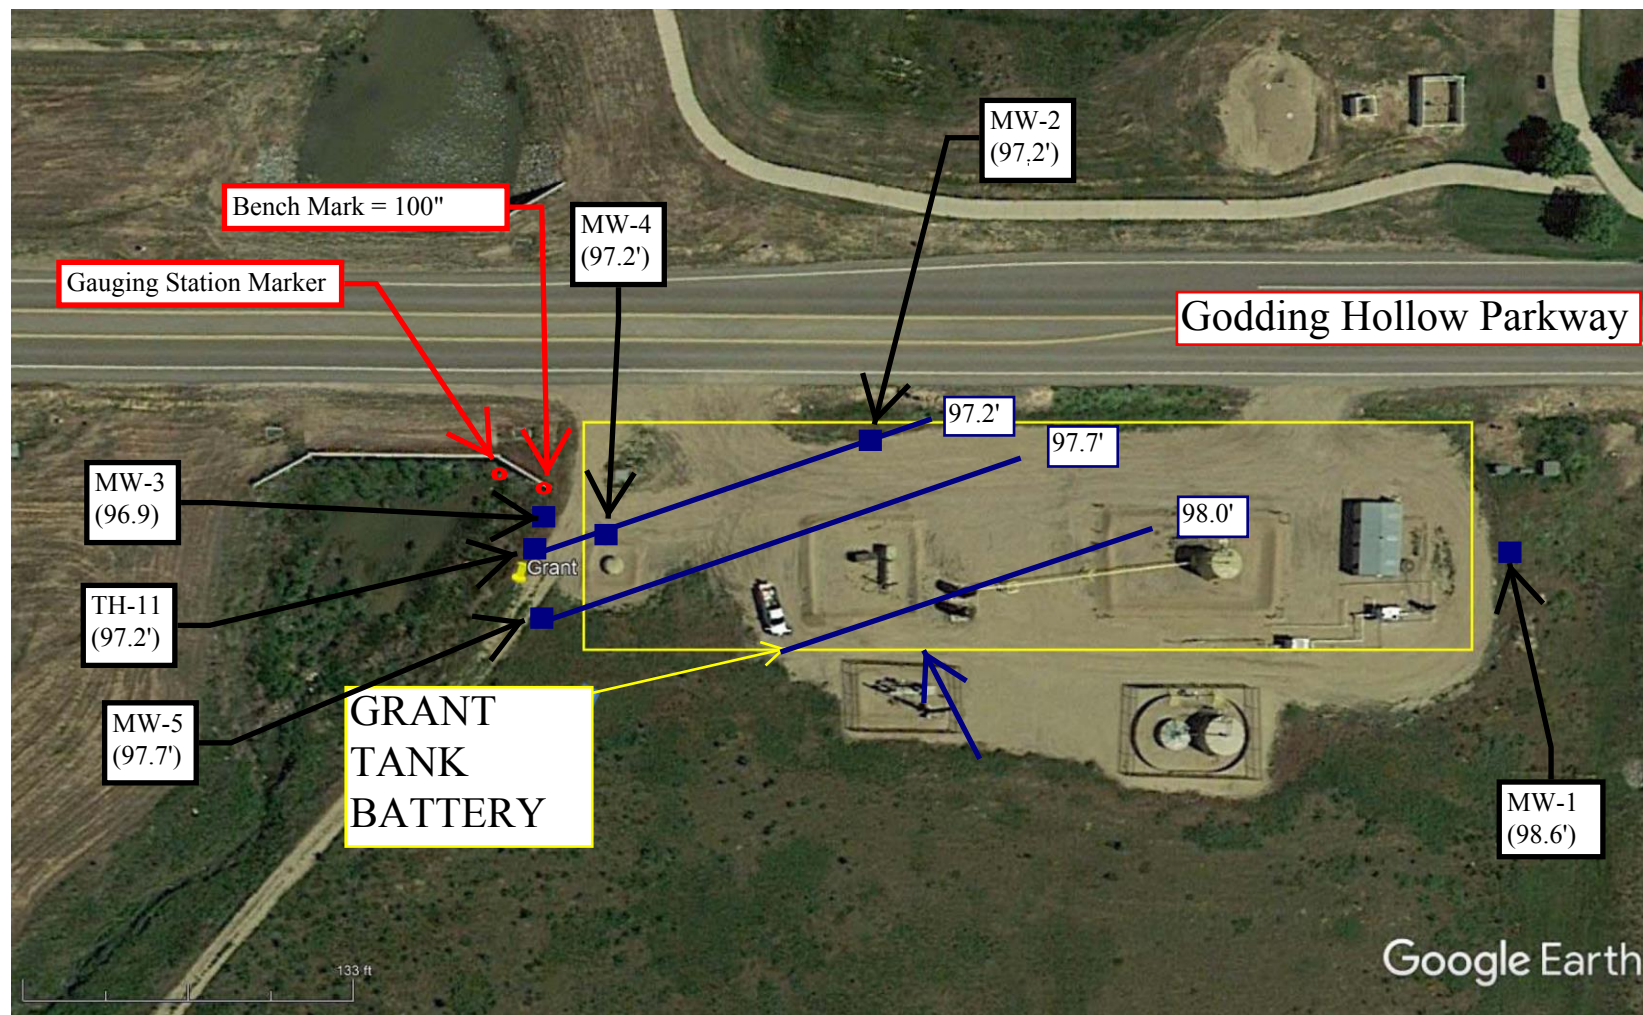 MW-2
(97,2')
Bench Mark = 100"
MW-4
(97.2')
Gauging Station Marker
Godding Hollow Parkway
97.2'
97.7'
MW-3
(96.9)
98.0'
Grant
TH-11
(97.2')
MW-5
(97.7')
GRANT
TANK
BATTERY
MW-1
(98.6')
Google Earth
133 ft